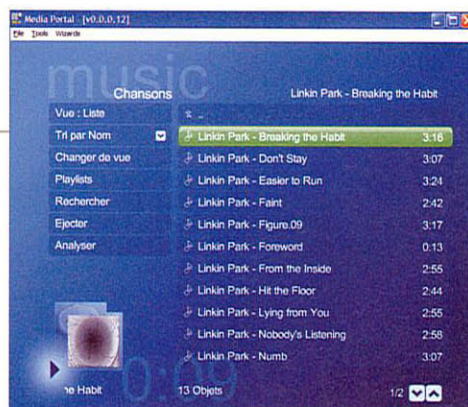 Media Portal - [v0.0.0.12]
File Tools Wizards
music
Chansons
Linkin Park - Breaking the Habit
Vue : Liste
Tri par Nom
Changer de vue
Playlists
Rechercher
Ejecter
Analyser
..
Linkin Park - Breaking the Habit 3:16
Linkin Park - Don't Stay 3:07
Linkin Park - Easier to Run 3:24
Linkin Park - Faint 2:42
Linkin Park - Figure.09 3:17
Linkin Park - Foreword 0:13
Linkin Park - From the Inside 2:55
Linkin Park - Hit the Floor 2:44
Linkin Park - Lying from You 2:55
Linkin Park - Nobody's Listening 2:58
Linkin Park - Numb 3:07
0:09
he Habit
13 Objets
1/2